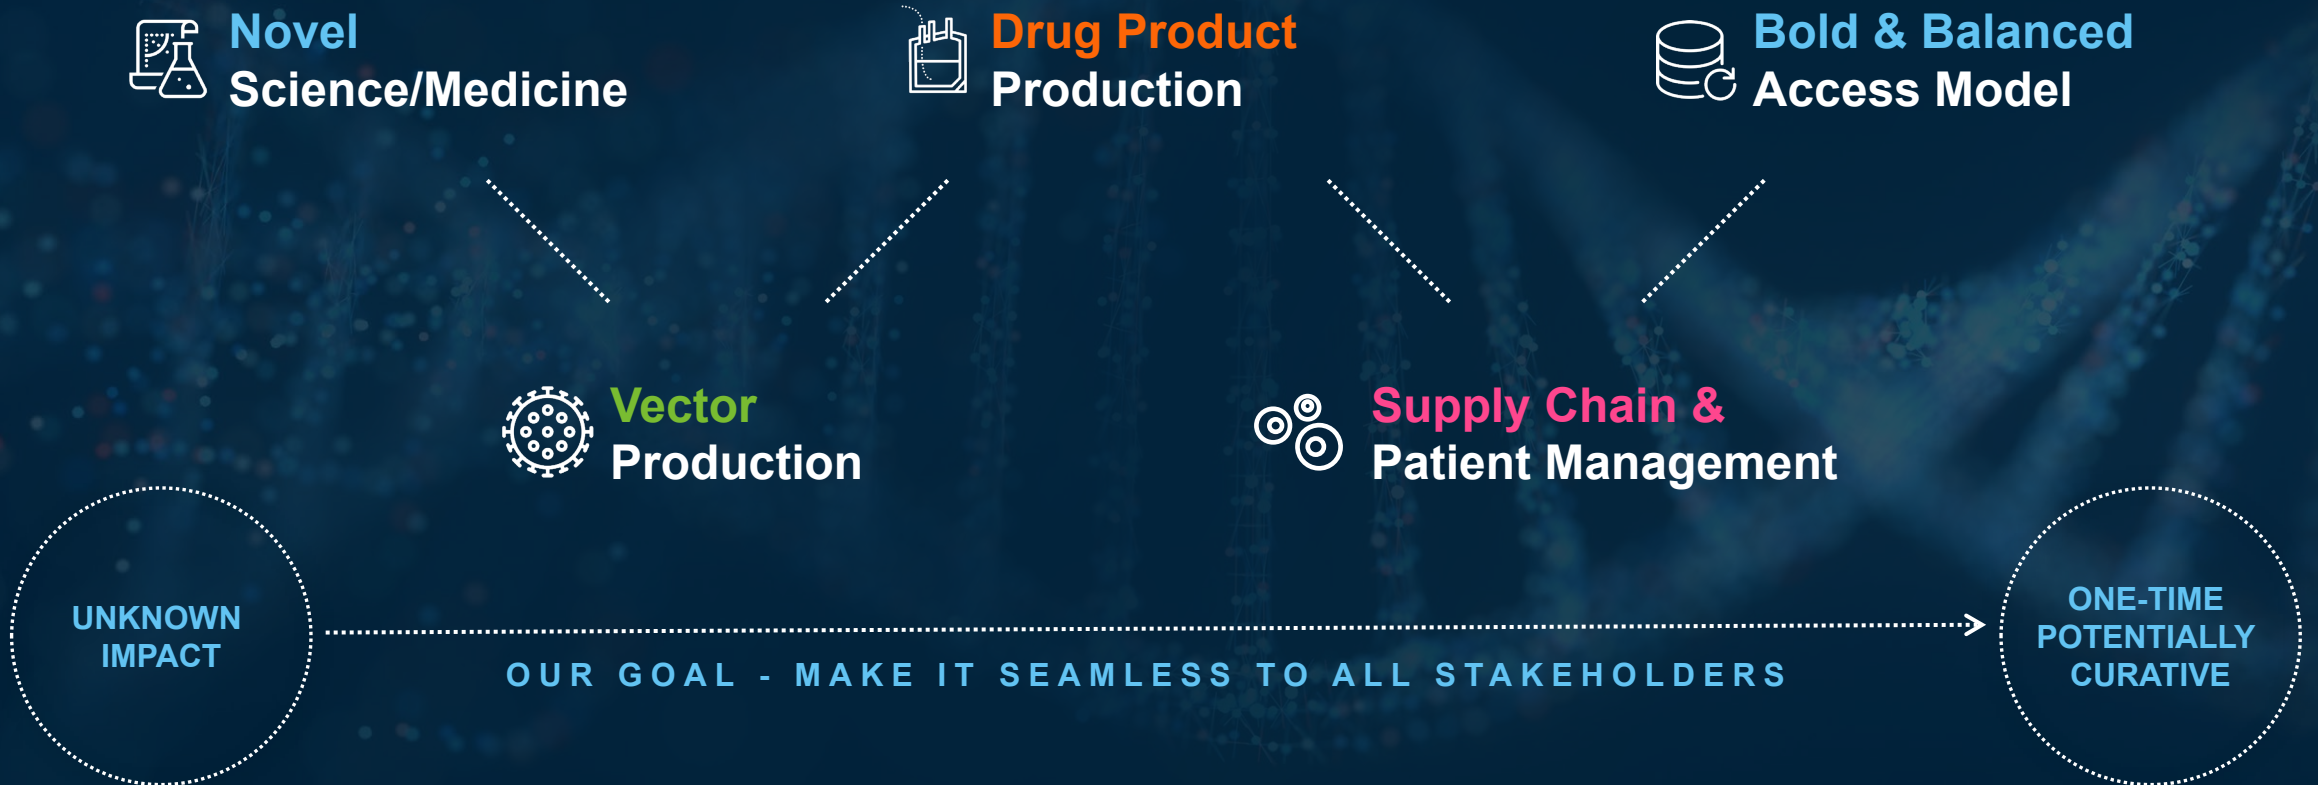 Novel
Science/Medicine
Drug Product
Production
Bold & Balanced
Access Model
Vector
Production
Supply Chain &
Patient Management
UNKNOWN
IMPACT
OUR GOAL - MAKE IT SEAMLESS TO ALL STAKEHOLDERS
ONE-TIME
POTENTIALLY
CURATIVE